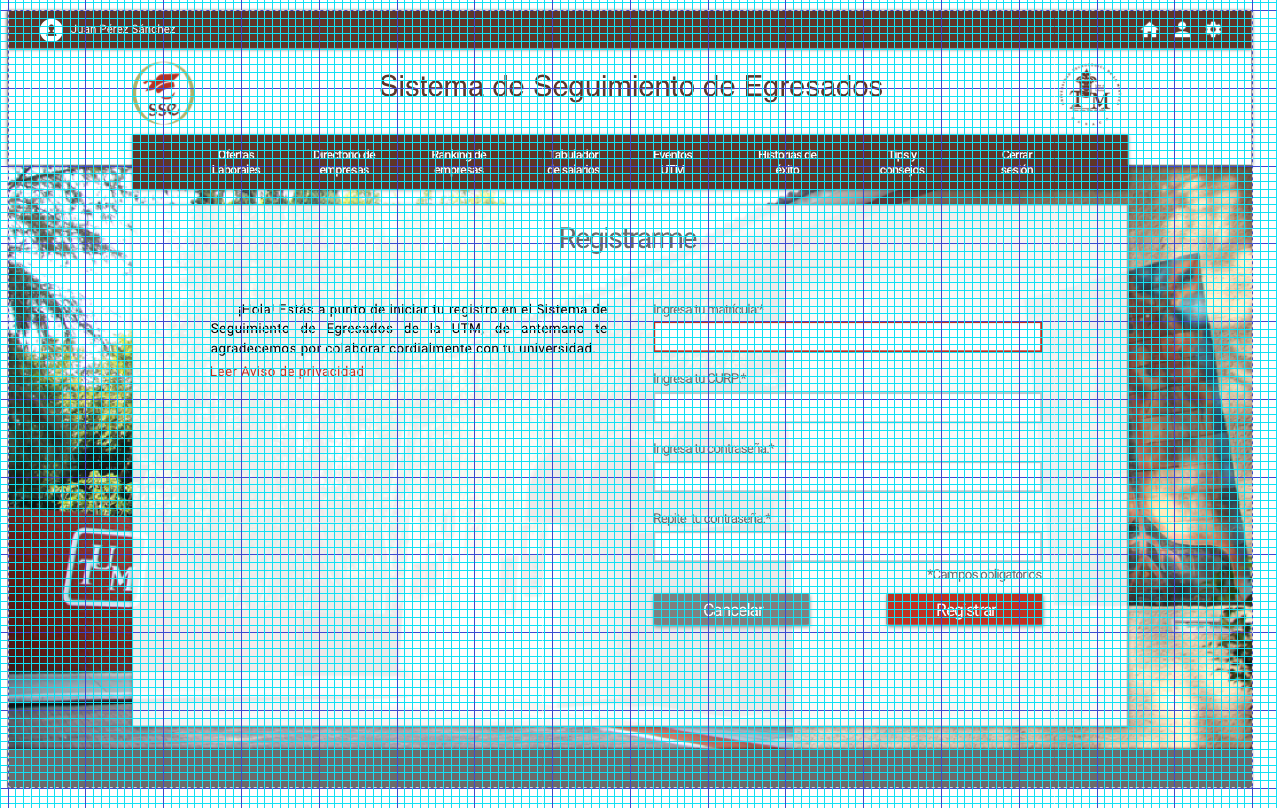 Juan Pérez Sánchez
Sistema de Seguimiento de Egresados
sse
UTM
Ofertas
Laborales
Directorio de
empresas
Ranking de
empresas
Tabulador
de salarios
Eventos
UTM
Historias de
éxito
Tips y
consejos
Cerrar
sesión
Registrarme
¡Hola! Estás a punto de iniciar tu registro en el Sistema de
Seguimiento de Egresados de la UTM, de antemano te
agradecemos por colaborar cordialmente con tu universidad.
Leer Aviso de privacidad
Ingresa tu matrícula:*
Ingresa tu CURP:*
Ingresa tu contraseña:*
Repite tu contraseña:*
*Campos obligatorios
Cancelar
Registrar
UTM